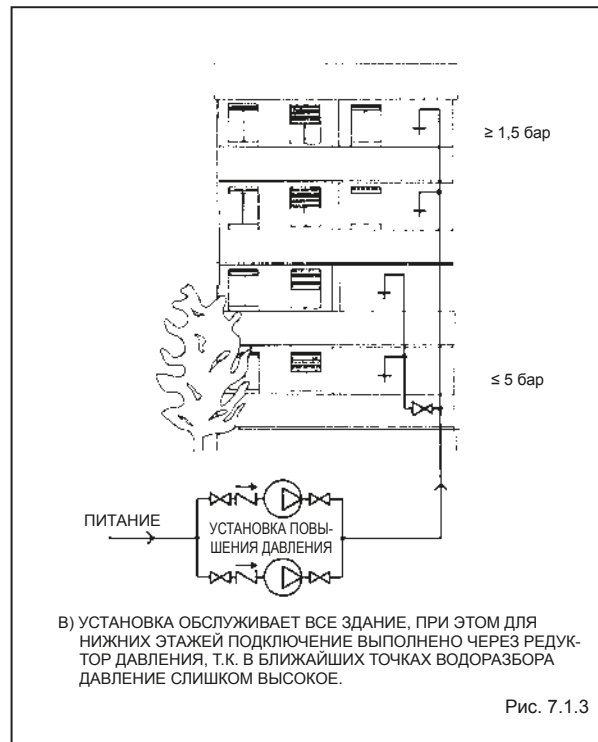 ≥ 1,5 бар
≤ 5 бар
ПИТАНИЕ
УСТАНОВКА ПОВЫ-
ШЕНИЯ ДАВЛЕНИЯ
В) УСТАНОВКА ОБСЛУЖИВАЕТ ВСЕ ЗДАНИЕ, ПРИ ЭТОМ ДЛЯ
НИЖНИХ ЭТАЖЕЙ ПОДКЛЮЧЕНИЕ ВЫПОЛНЕНО ЧЕРЕЗ РЕДУК-
ТОР ДАВЛЕНИЯ, Т.К. В БЛИЖАЙШИХ ТОЧКАХ ВОДОРАЗБОРА
ДАВЛЕНИЕ СЛИШКОМ ВЫСОКОЕ.
Рис. 7.1.3